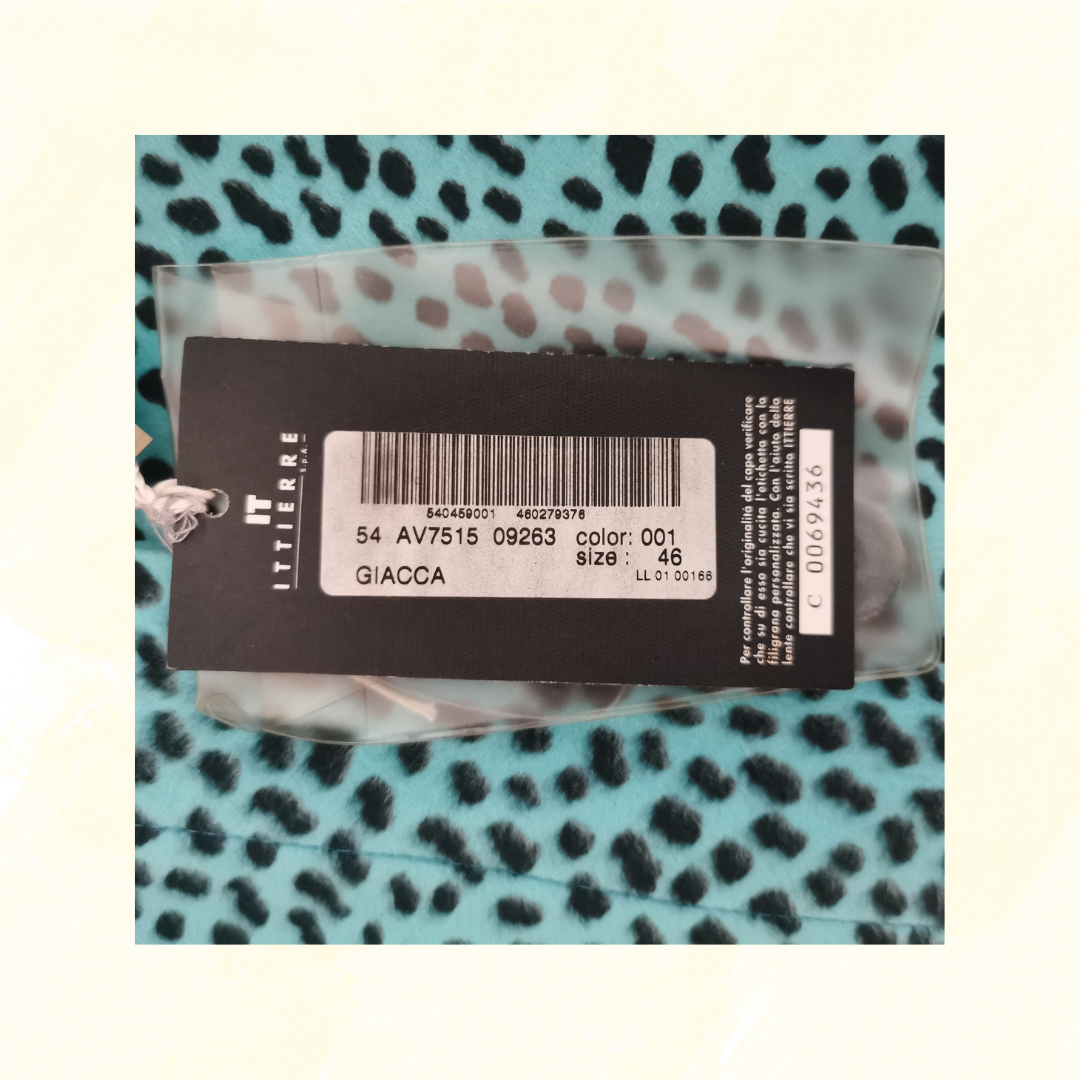 IT
ITTIERRE
S.p.A.
540459001 460279376
54 AV7515 09263 color: 001
size : 46
GIACCA
LL 01 00166
Per controllare l'originalità del capo verificare
che su di esso sia cucita l'etichetta con la
filigrana personalizzata. Con l'aiuto della
lente controllare che vi sia scritto ITTIERRE
C 0069436